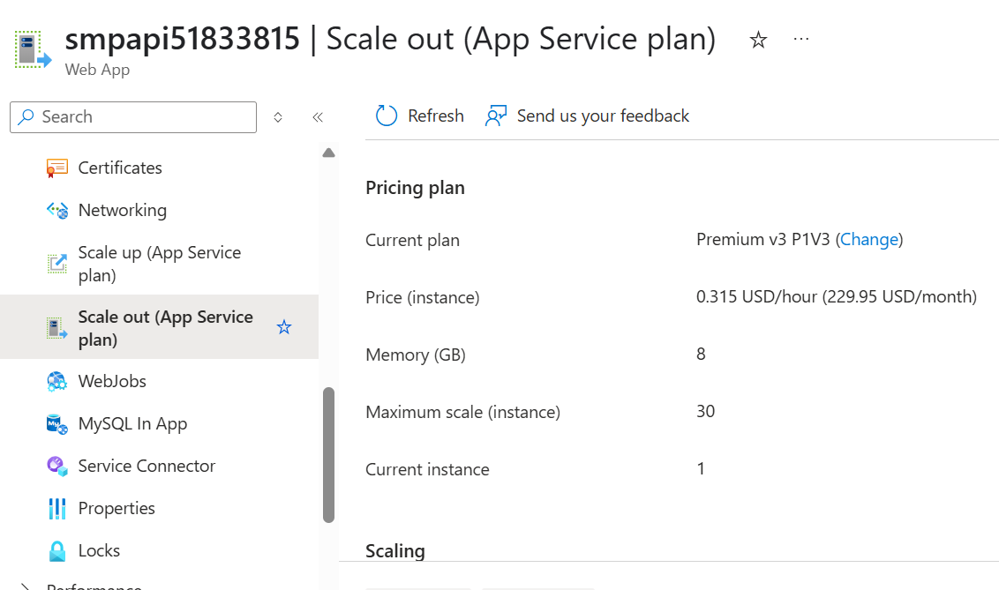 smpapi51833815 | Scale out (App Service plan)
Web App
Search
Refresh
Send us your feedback
Certificates
Networking
Scale up (App Service
plan)
Scale out (App Service
plan)
WebJobs
MySQL In App
Service Connector
Properties
Locks
Performance
Pricing plan
Current plan
Premium v3 P1V3 (Change)
Price (instance)
0.315 USD/hour (229.95 USD/month)
Memory (GB)
8
Maximum scale (instance)
30
Current instance
1
Scaling